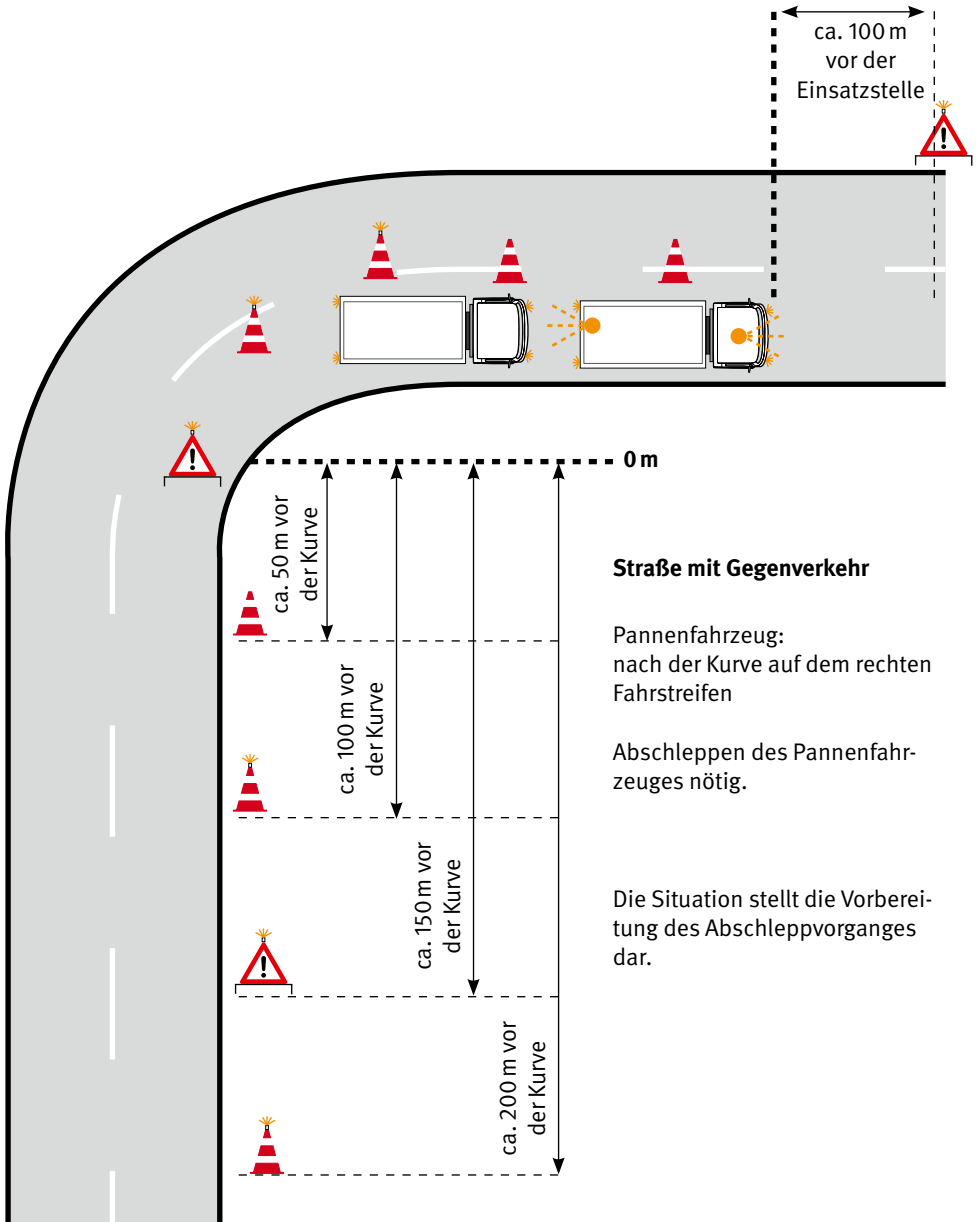 ca. 100 m
vor der
Einsatzstelle
0 m
ca. 50 m vor
der Kurve
ca. 100 m vor
der Kurve
ca. 150 m vor
der Kurve
ca. 200 m vor
der Kurve
Straße mit Gegenverkehr
Pannenfahrzeug:
nach der Kurve auf dem rechten
Fahrstreifen
Abschleppen des Pannenfahr-
zeuges nötig.
Die Situation stellt die Vorberei-
tung des Abschleppvorganges
dar.